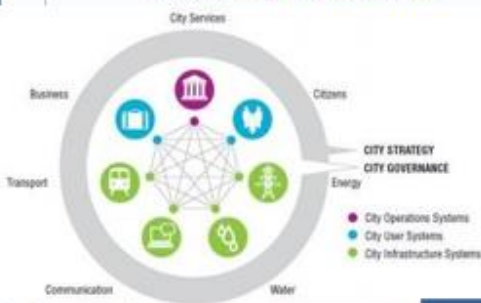 City Services
Business
Citizens
CITY STRATEGY
CITY GOVERNANCE
Transport
Energy
City Operations Systems
City User Systems
City Infrastructure Systems
Communication
Water